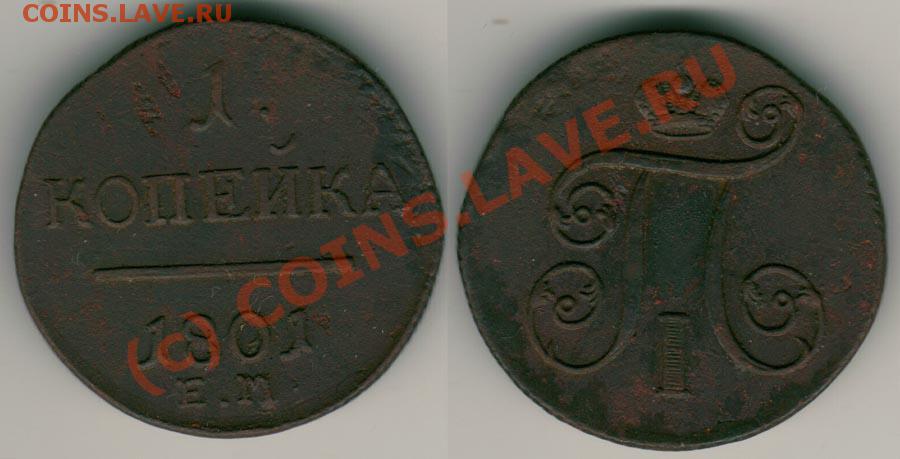 COINS.LAVE.RU
1.
КОПЕЙКА
1801
Е.М
П
I
(c) COINS.LAVE.RU